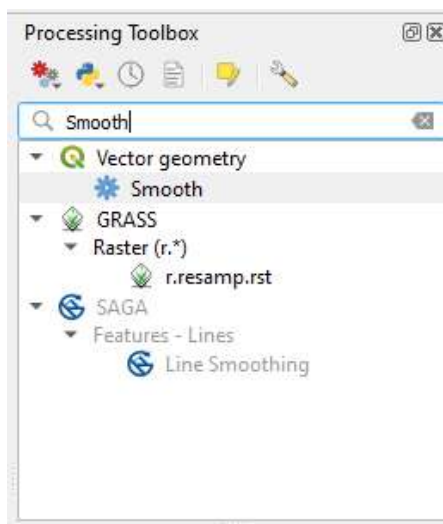 Processing Toolbox
Smooth
Vector geometry
Smooth
GRASS
Raster (r.*)
r.resamp.rst
SAGA
Features - Lines
Line Smoothing